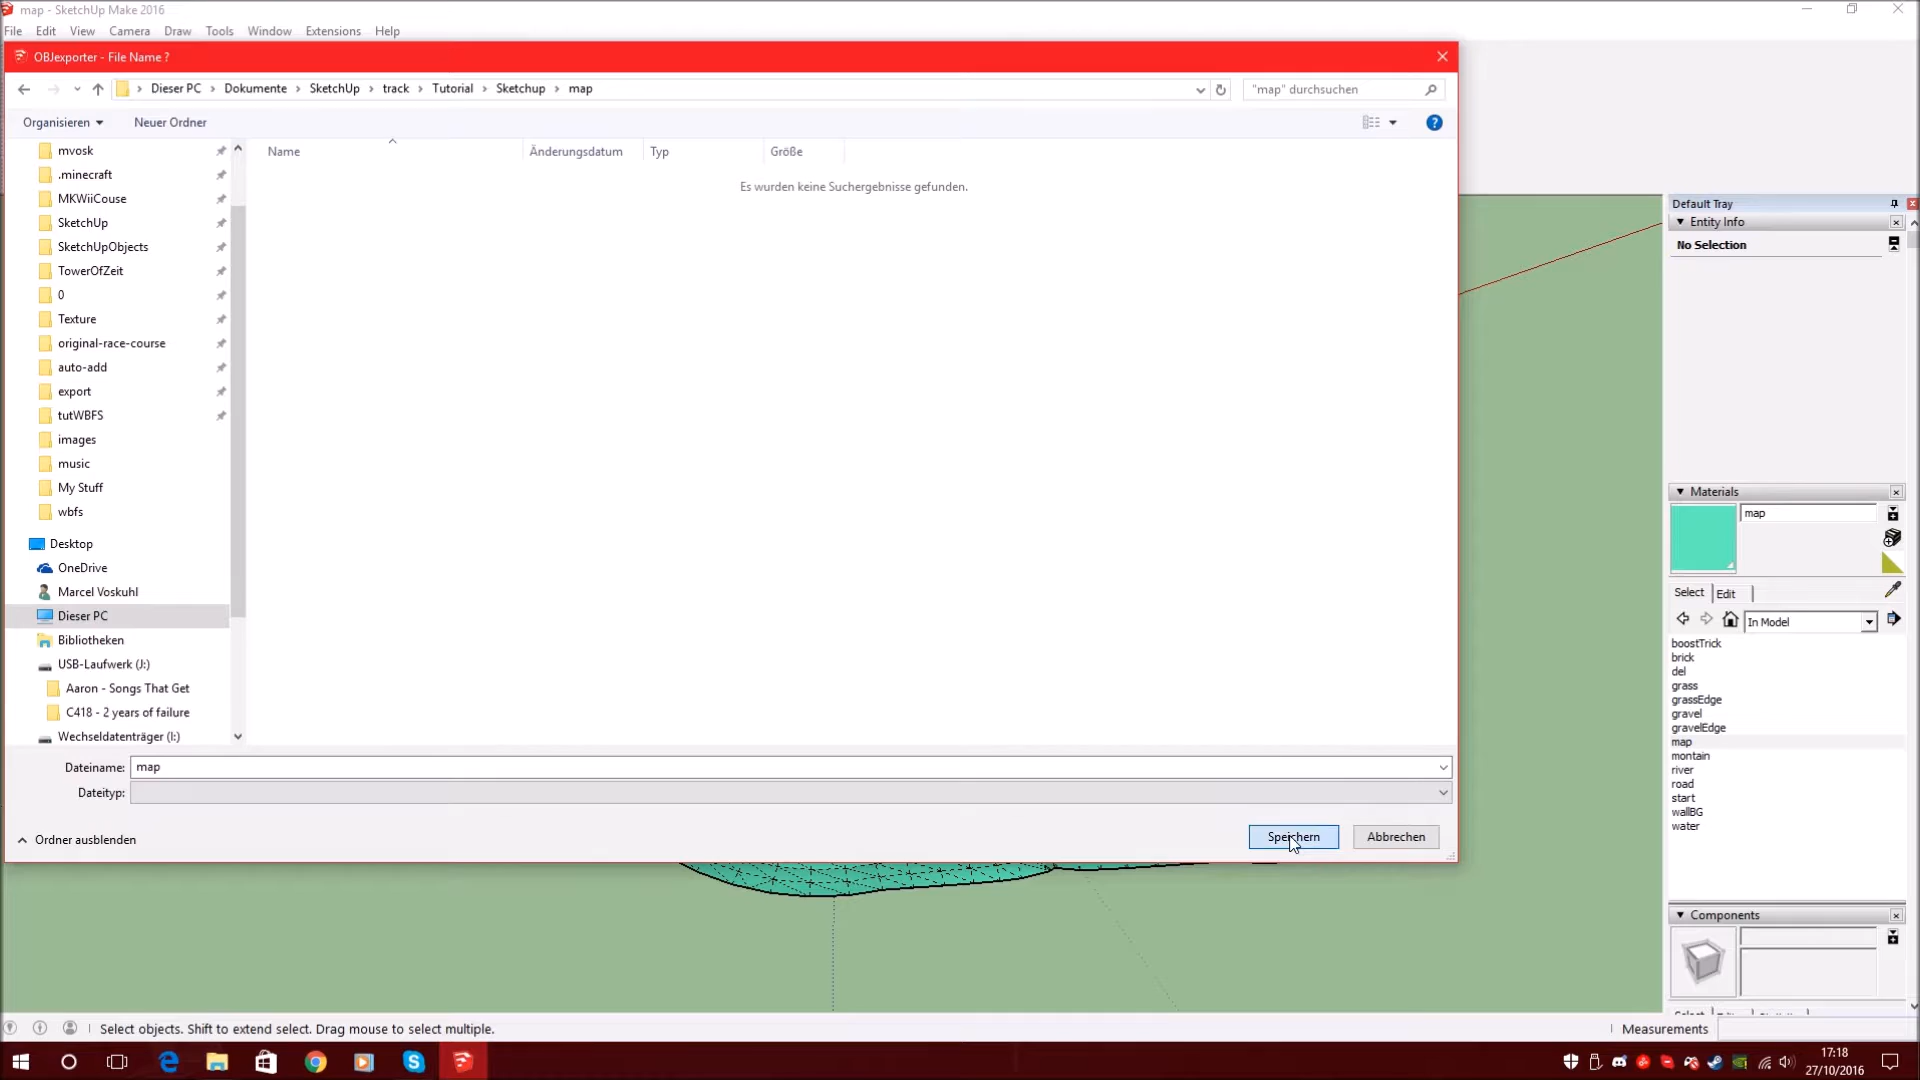 map - SketchUp Make 2016
File Edit View Camera Draw Tools Window Extensions Help
OBJexporter - File Name ?
Dieser PC > Dokumente > SketchUp > track > Tutorial > Sketchup > map
"map" durchsuchen
Organisieren Neuer Ordner
Name Änderungsdatum Typ Größe
Es wurden keine Suchergebnisse gefunden.
mvosk
.minecraft
MKWiiCouse
SketchUp
SketchUpObjects
TowerOfZeit
0
Texture
original-race-course
auto-add
export
tutWBFS
images
music
My Stuff
wbfs
Desktop
OneDrive
Marcel Voskuhl
Dieser PC
Bibliotheken
USB-Laufwerk (J:)
Aaron - Songs That Get
C418 - 2 years of failure
Wechseldatenträger (I:)
Dateiname: map
Dateityp:
Ordner ausblenden
Speichern Abbrechen
Default Tray
Entity Info
No Selection
Materials
map
Select Edit
In Model
boostTrick
brick
del
grass
grassEdge
gravel
gravelEdge
map
montain
river
road
start
wallBG
water
Components
Select objects. Shift to extend select. Drag mouse to select multiple.
Measurements
17:18
27/10/2016